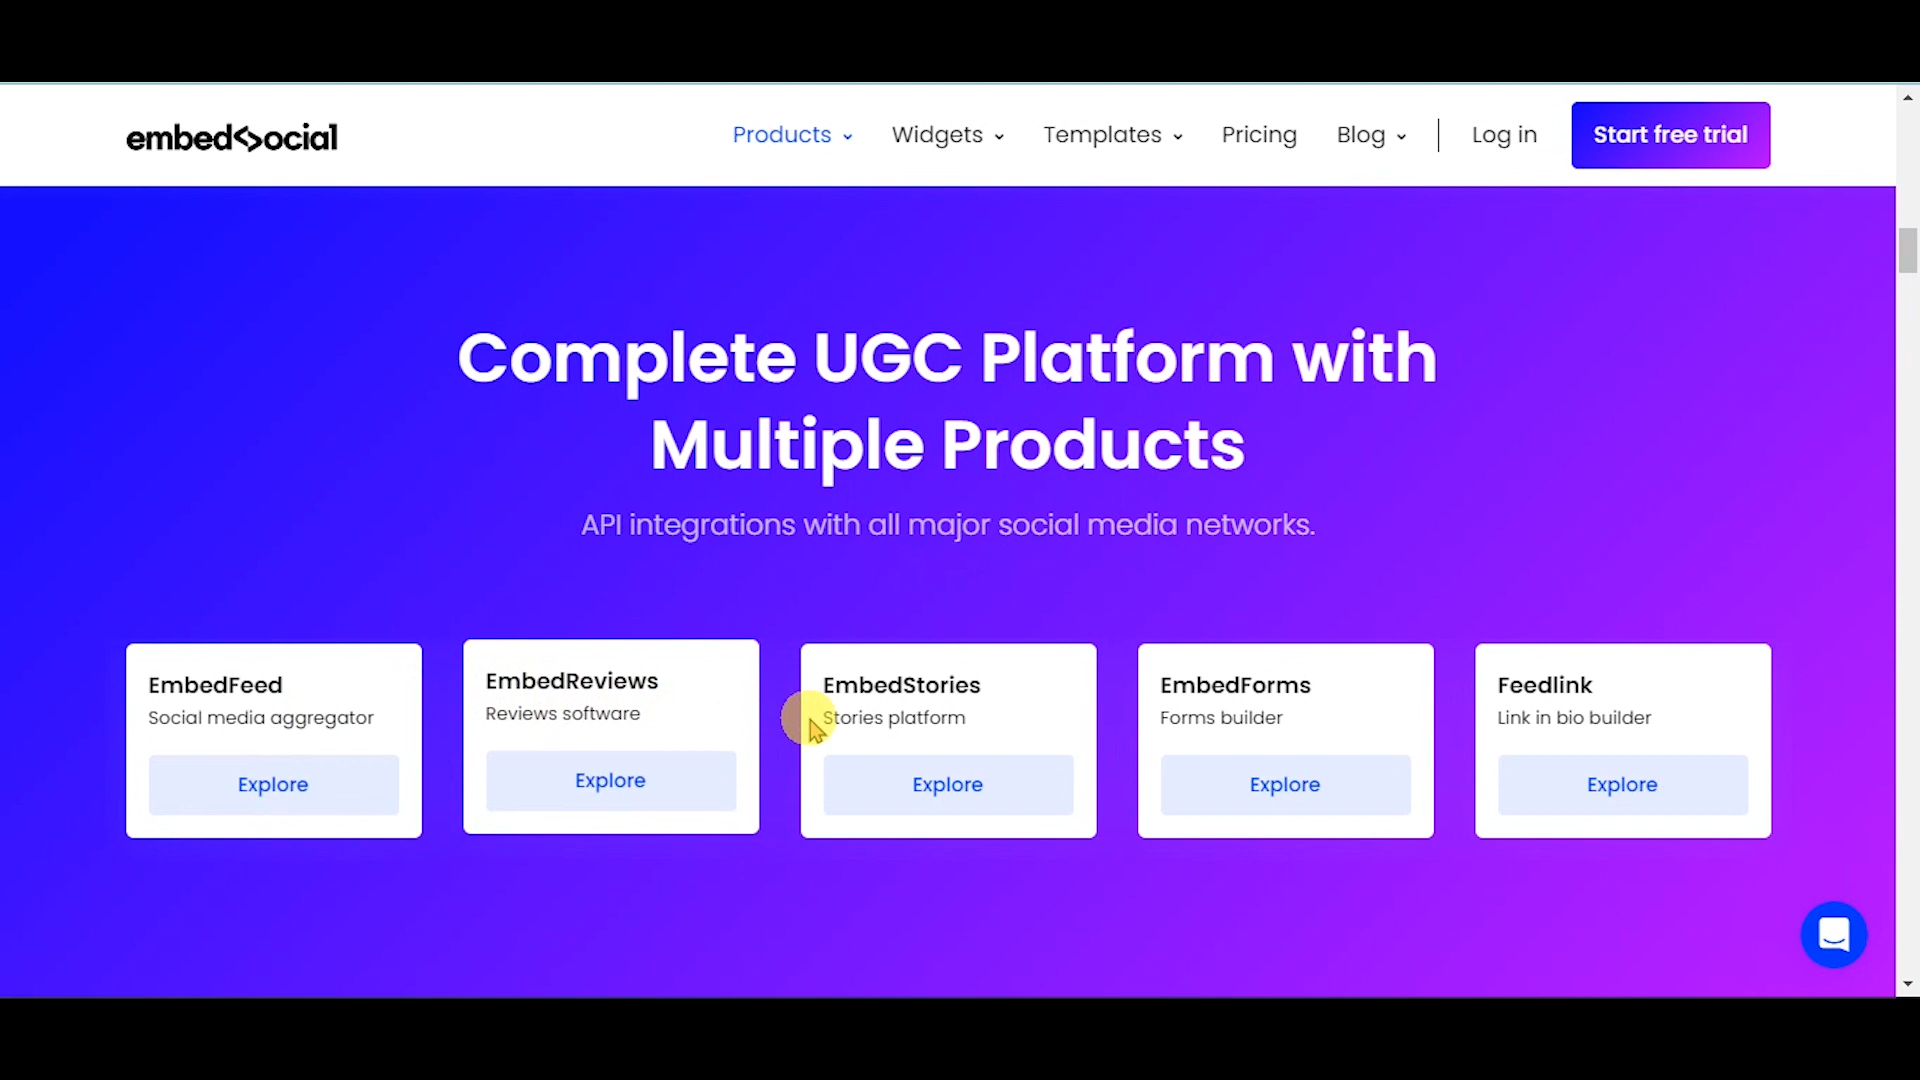 embedSocial
Products
Widgets
Templates
Pricing
Blog
Log in
Start free trial
Complete UGC Platform with
Multiple Products
API integrations with all major social media networks.
EmbedFeed
Social media aggregator
Explore
EmbedReviews
Reviews software
Explore
EmbedStories
Stories platform
Explore
EmbedForms
Forms builder
Explore
Feedlink
Link in bio builder
Explore